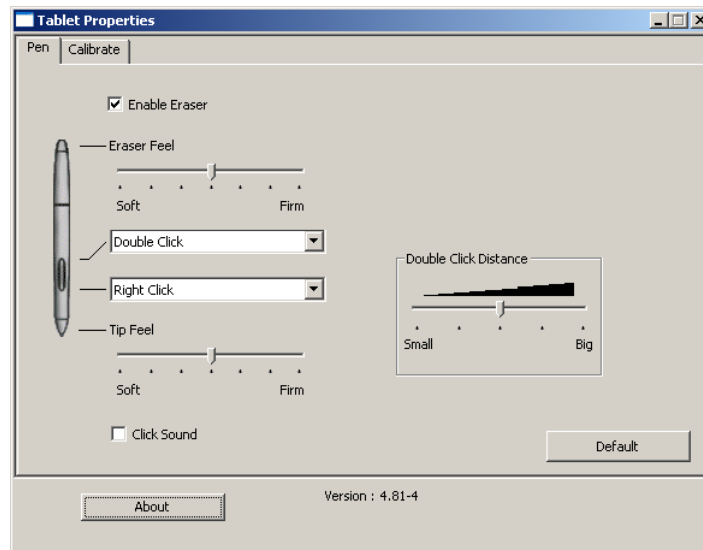 Tablet Properties
Pen
Calibrate
Enable Eraser
Eraser Feel
Soft
Firm
Double Click
Right Click
Double Click Distance
Small
Big
Tip Feel
Soft
Firm
Click Sound
Default
About
Version : 4.81-4